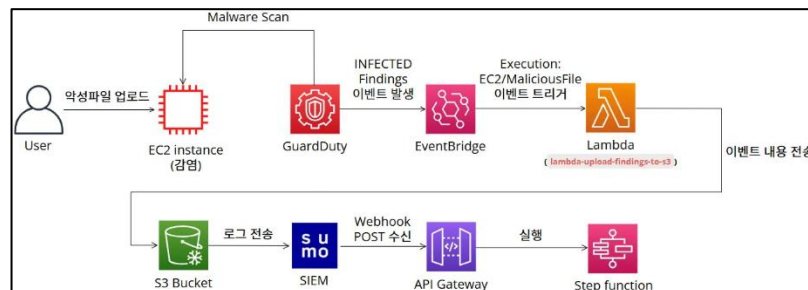 Malware Scan
악성파일 업로드
INFECTED
Findings
이벤트 발생
Execution:
EC2/MaliciousFile
이벤트 트리거
User
EC2 instance
(감염)
GuardDuty
EventBridge
Lambda
( lambda-upload-findings-to-s3 )
이벤트 내용 전송
로그 전송
su
mo
Webhook
POST 수신
실행
S3 Bucket
SIEM
API Gateway
Step function